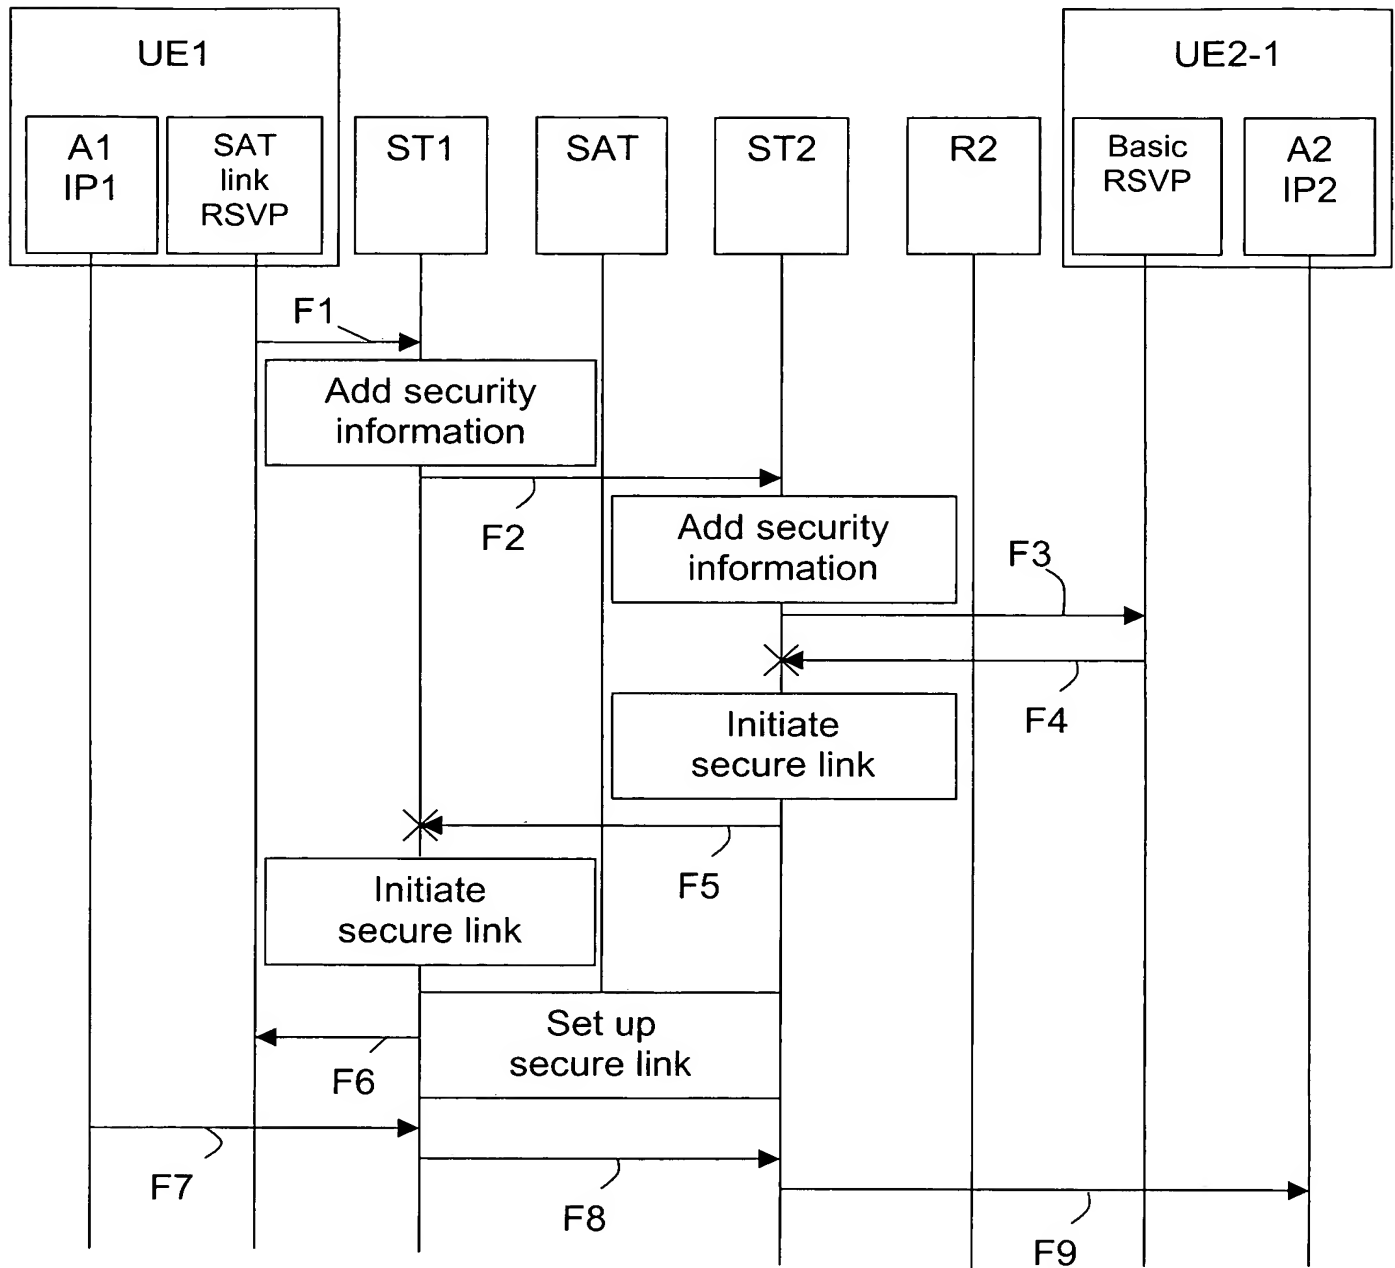 UE1
UE2-1
A1
IP1
SAT
link
RSVP
ST1
SAT
ST2
R2
Basic
RSVP
A2
IP2
F1
Add security
information
F2
Add security
information
F3
F4
Initiate
secure link
F5
Initiate
secure link
Set up
secure link
F6
F7
F8
F9